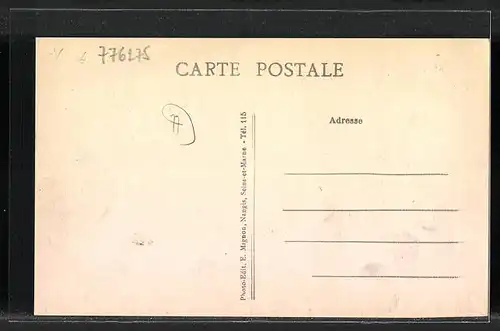 776275
CARTE POSTALE
Adresse
Photo-Edit. E. Mignon, Nangis, Seine-et-Marne - Tél. 115